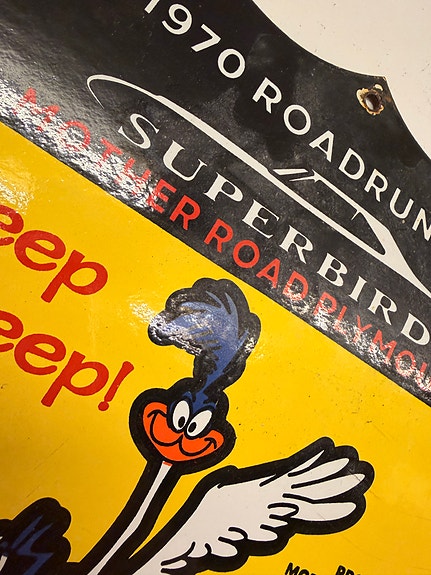 1970 ROADRUN
SUPERBIRD
MOTHER ROAD PLYMOU
eep
eep!